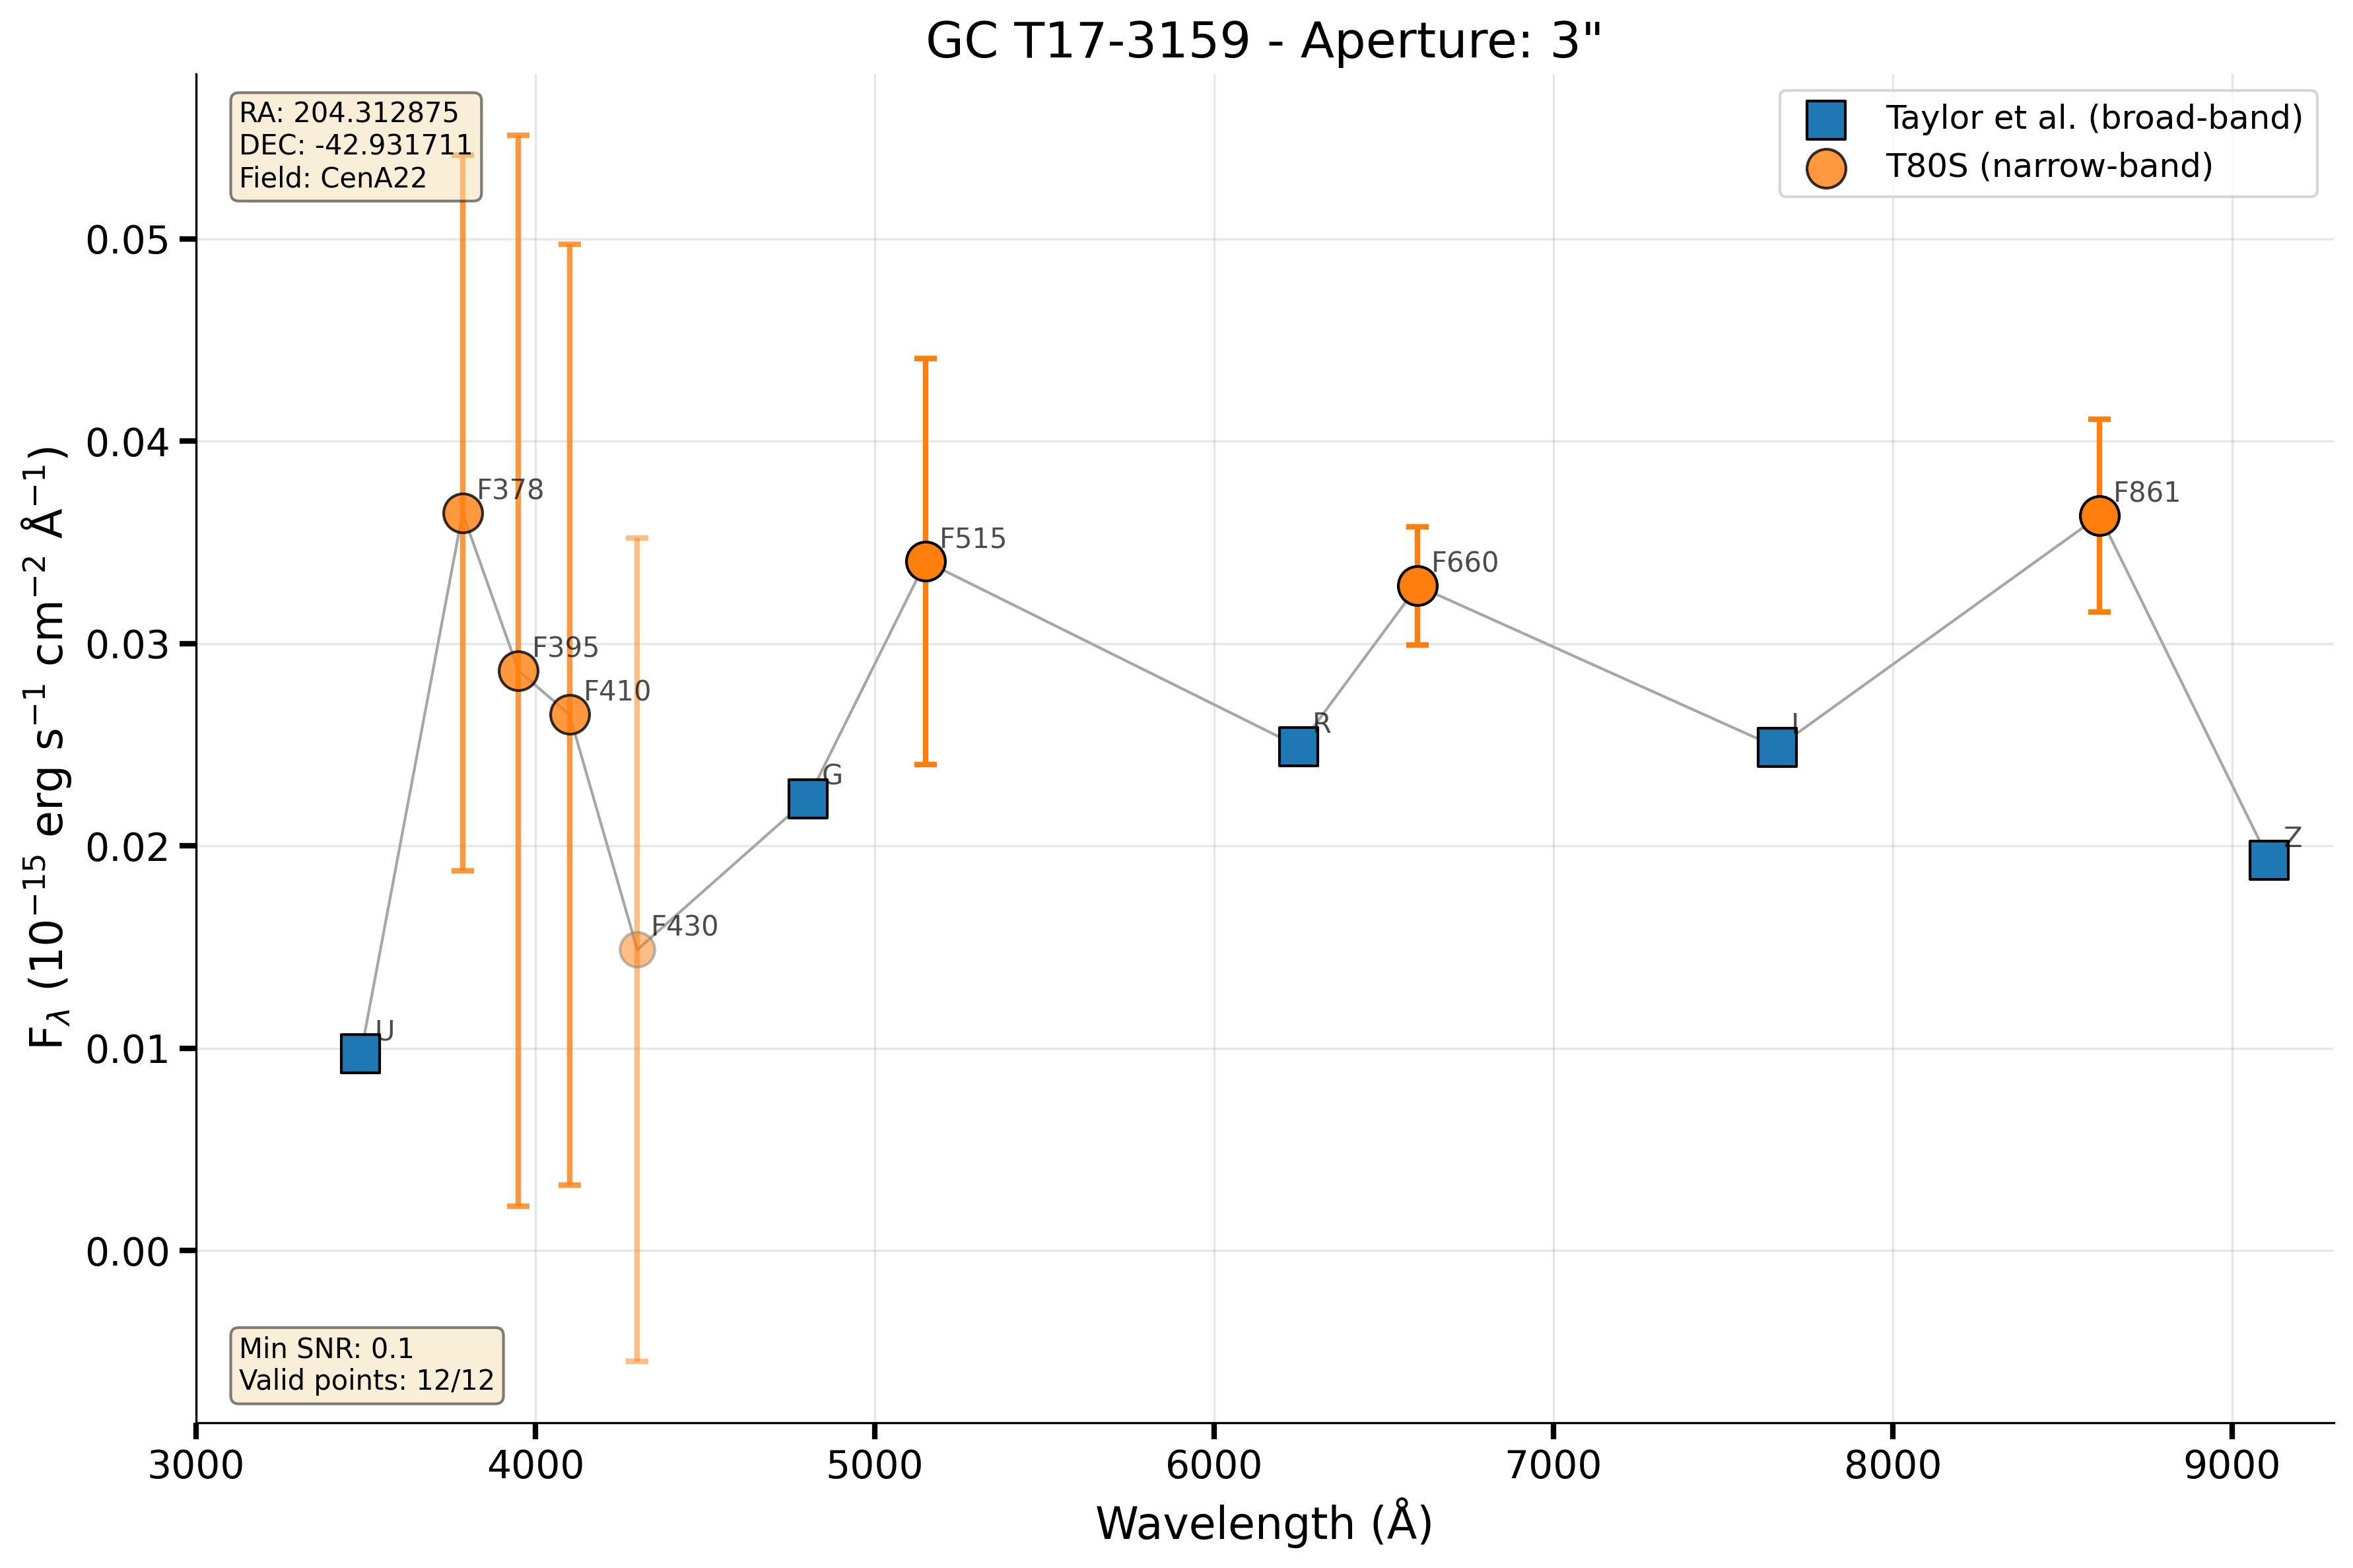 GC T17-3159 - Aperture: 3"
RA: 204.312875
DEC: -42.931711
Field: CenA22
Taylor et al. (broad-band)
T80S (narrow-band)
0.05
0.04
0.03
0.02
0.01
0.00
F_λ (10⁻¹⁵ erg s⁻¹ cm⁻² Å⁻¹)
F378
F395
F410
F430
F515
F660
F861
U
G
R
I
Z
Min SNR: 0.1
Valid points: 12/12
3000 4000 5000 6000 7000 8000 9000
Wavelength (Å)